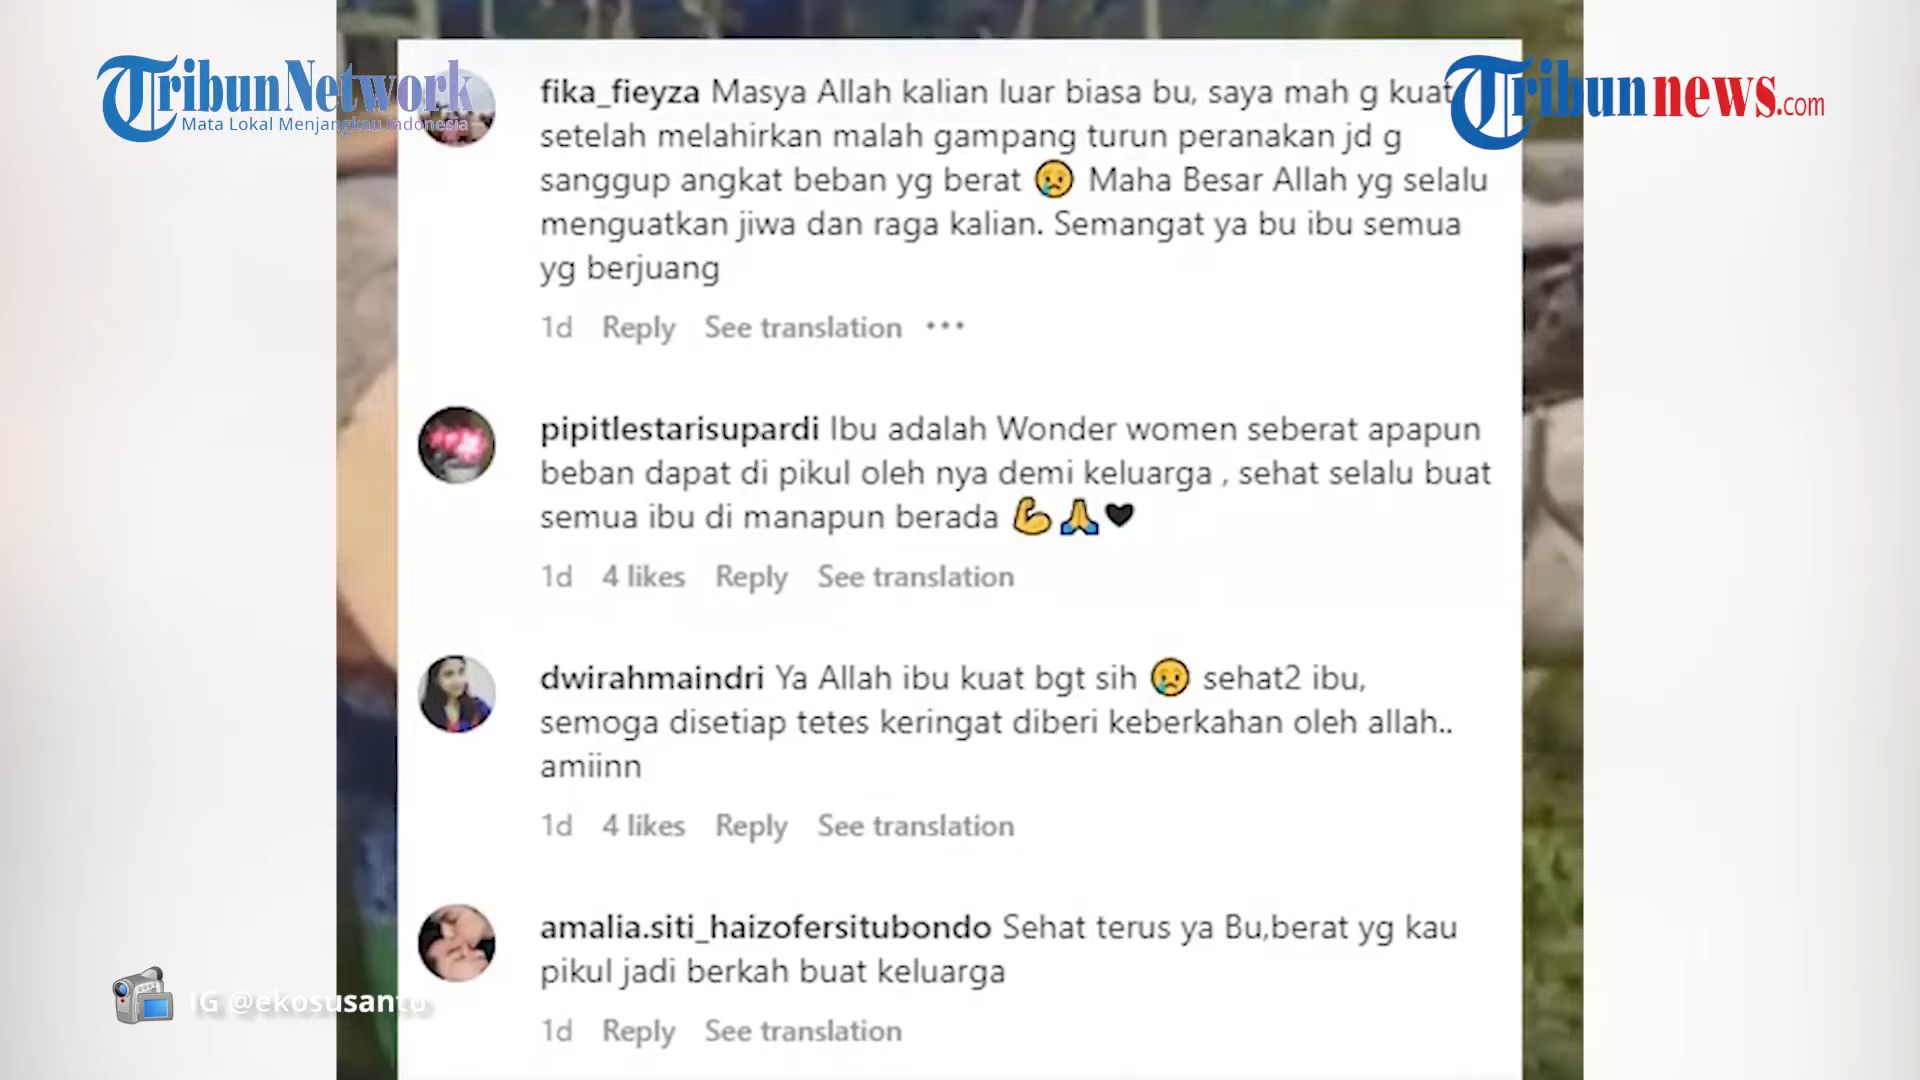 TribunNetwork
Mata Lokal Menjangkau Indonesia
Tribunnews.com
fika_fieyza Masya Allah kalian luar biasa bu, saya mah g kuat
setelah melahirkan malah gampang turun peranakan jd g
sanggup angkat beban yg berat 😢 Maha Besar Allah yg selalu
menguatkan jiwa dan raga kalian. Semangat ya bu ibu semua
yg berjuang
1d Reply See translation •••
pipitlestarisupardi Ibu adalah Wonder women seberat apapun
beban dapat di pikul oleh nya demi keluarga , sehat selalu buat
semua ibu di manapun berada 💪🙏🖤
1d 4 likes Reply See translation
dwirahmaindri Ya Allah ibu kuat bgt sih 😢 sehat2 ibu,
semoga disetiap tetes keringat diberi keberkahan oleh allah..
amiinn
1d 4 likes Reply See translation
amalia.siti_haizofersitubondo Sehat terus ya Bu,berat yg kau
pikul jadi berkah buat keluarga
1d Reply See translation
IG @ekosusanto